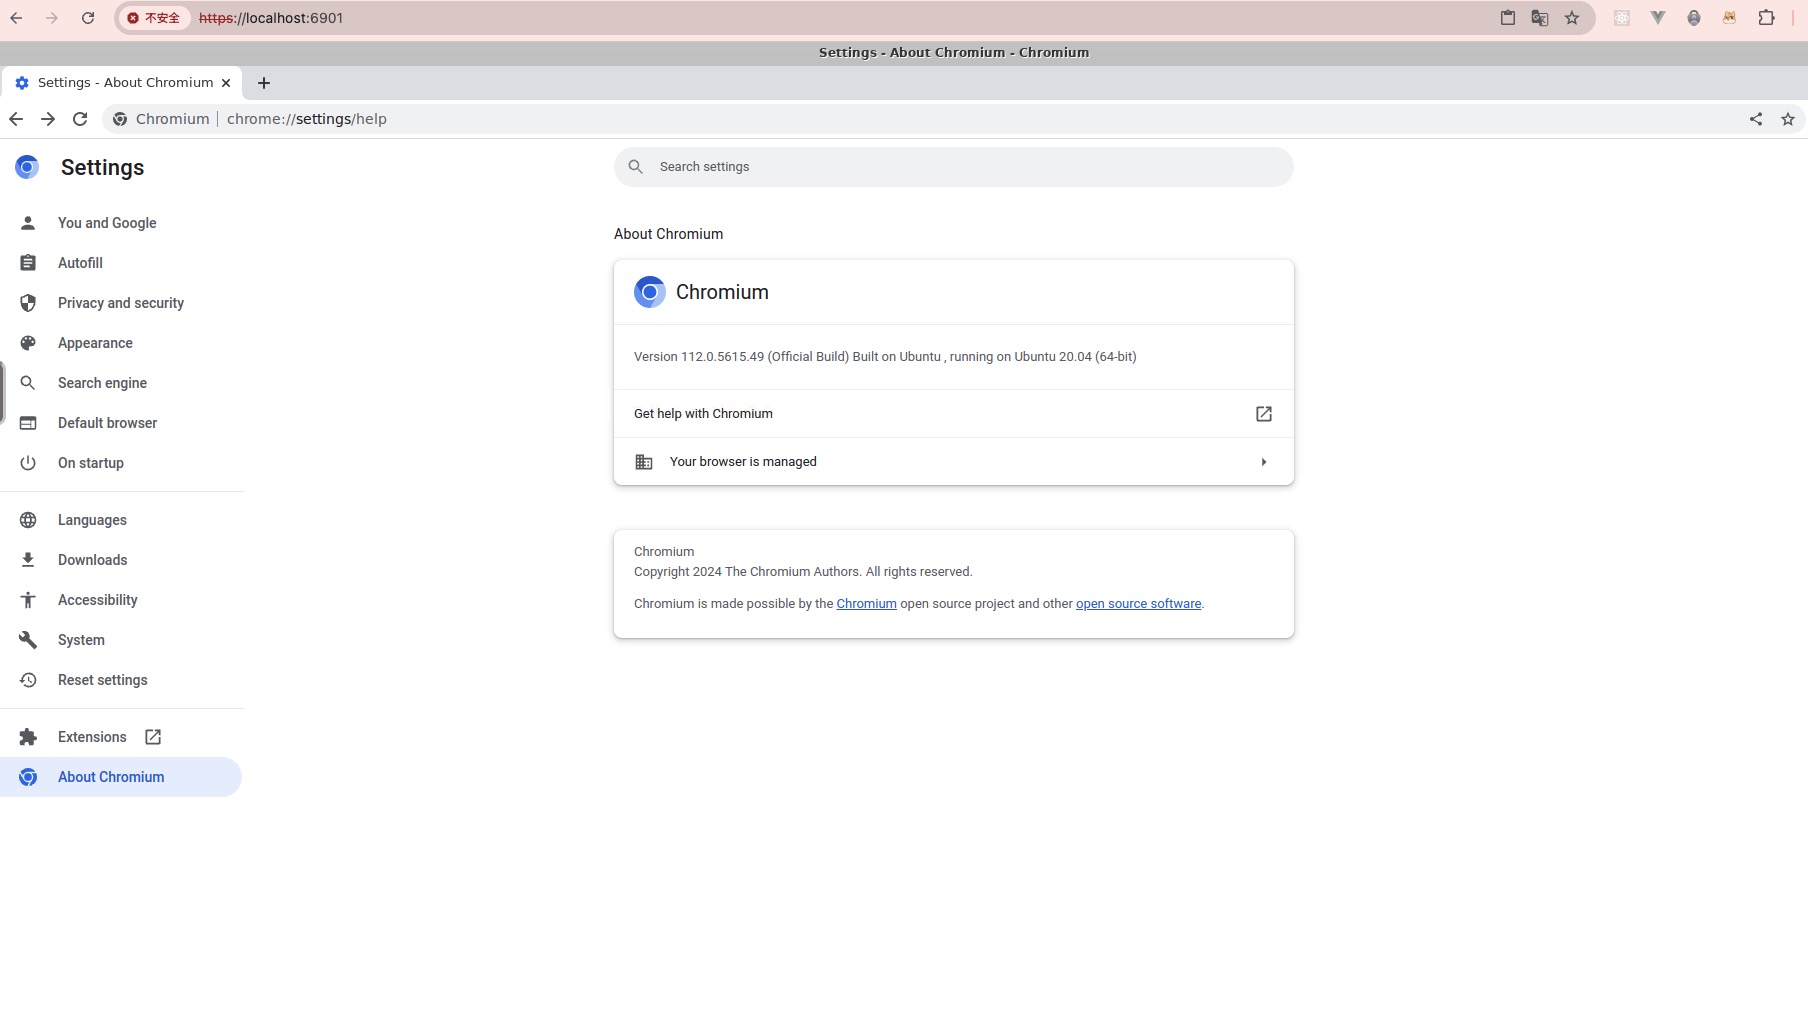 不安全 https://localhost:6901
Settings - About Chromium - Chromium
Settings - About Chromium
Chromium chrome://settings/help
Settings
Search settings
You and Google
Autofill
Privacy and security
Appearance
Search engine
Default browser
On startup
Languages
Downloads
Accessibility
System
Reset settings
Extensions
About Chromium
About Chromium
Chromium
Version 112.0.5615.49 (Official Build) Built on Ubuntu , running on Ubuntu 20.04 (64-bit)
Get help with Chromium
Your browser is managed
Chromium
Copyright 2024 The Chromium Authors. All rights reserved.
Chromium is made possible by the Chromium open source project and other open source software.